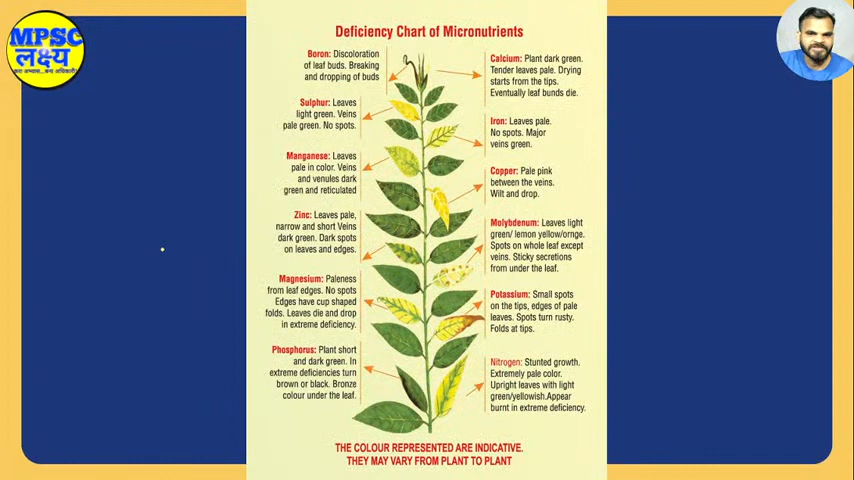 MPSC
लक्ष्य
Deficiency Chart of Micronutrients
Boron: Discoloration
of leaf buds. Breaking
and dropping of buds
Sulphur: Leaves
light green. Veins
pale green. No spots.
Manganese: Leaves
pale in color. Veins
and venules dark
green and reticulated
Zinc: Leaves pale,
narrow and short Veins
dark green. Dark spots
on leaves and edges.
Magnesium: Paleness
from leaf edges. No spots
Edges have cup shaped
folds. Leaves die and drop
in extreme deficiency.
Phosphorus: Plant short
and dark green. In
extreme deficiencies turn
brown or black. Bronze
colour under the leaf.
Calcium: Plant dark green.
Tender leaves pale. Drying
starts from the tips.
Eventually leaf bunds die.
Iron: Leaves pale.
No spots. Major
veins green.
Copper: Pale pink
between the veins.
Wilt and drop.
Molybdenum: Leaves light
green/ lemon yellow/ornge.
Spots on whole leaf except
veins. Sticky secretions
from under the leaf.
Potassium: Small spots
on the tips, edges of pale
leaves. Spots turn rusty.
Folds at tips.
Nitrogen: Stunted growth.
Extremely pale color.
Upright leaves with light
green/yellowish.Appear
burnt in extreme deficiency.
THE COLOUR REPRESENTED ARE INDICATIVE.
THEY MAY VARY FROM PLANT TO PLANT